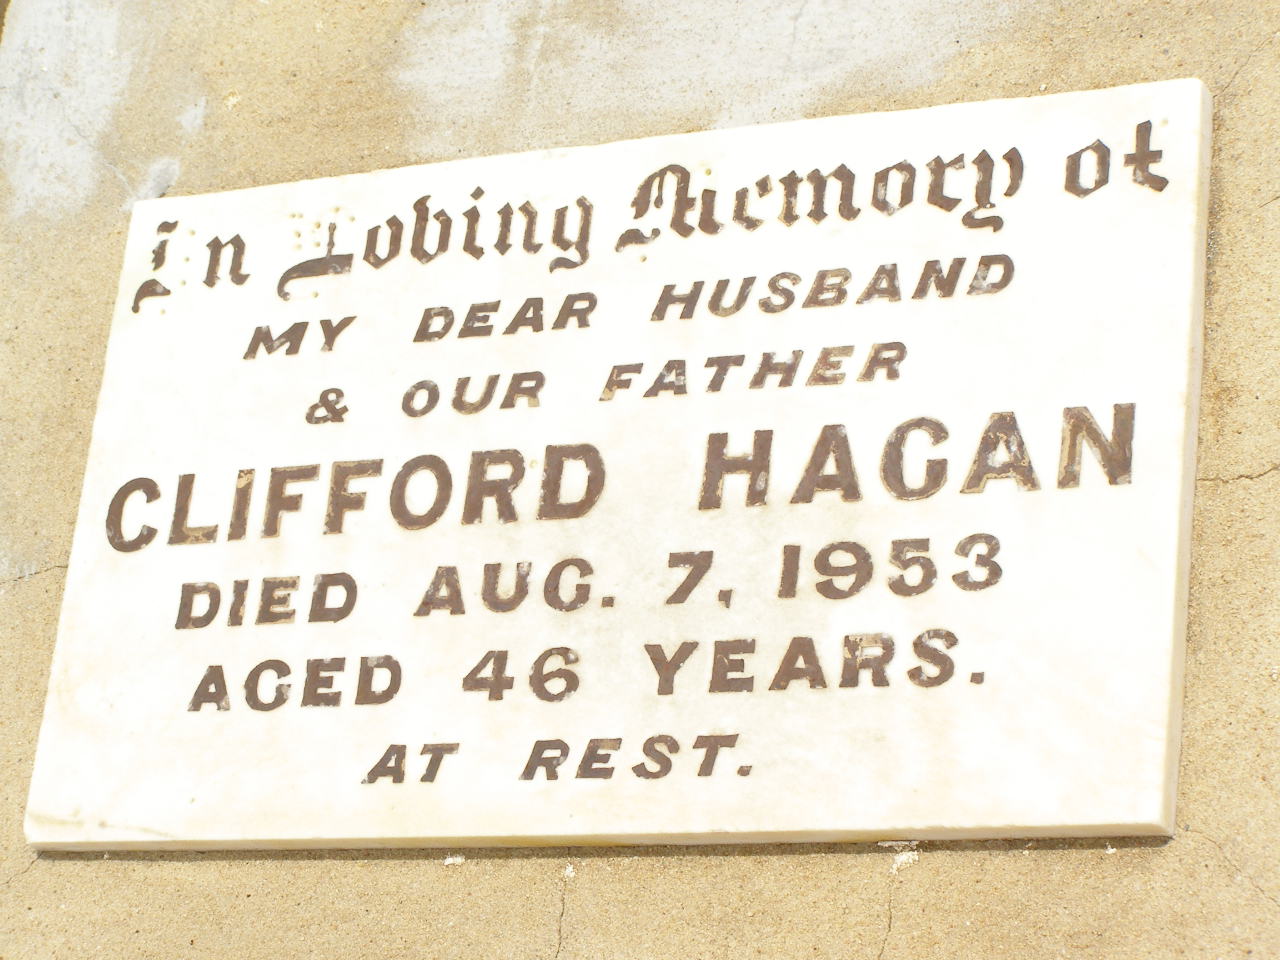 In Loving Memory of
MY DEAR HUSBAND
& OUR FATHER
CLIFFORD HAGAN
DIED AUG. 7, 1953
AGED 46 YEARS.
AT REST.